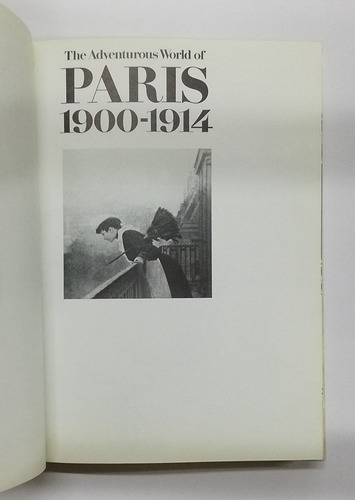 The Adventurous World of
PARIS
1900-1914